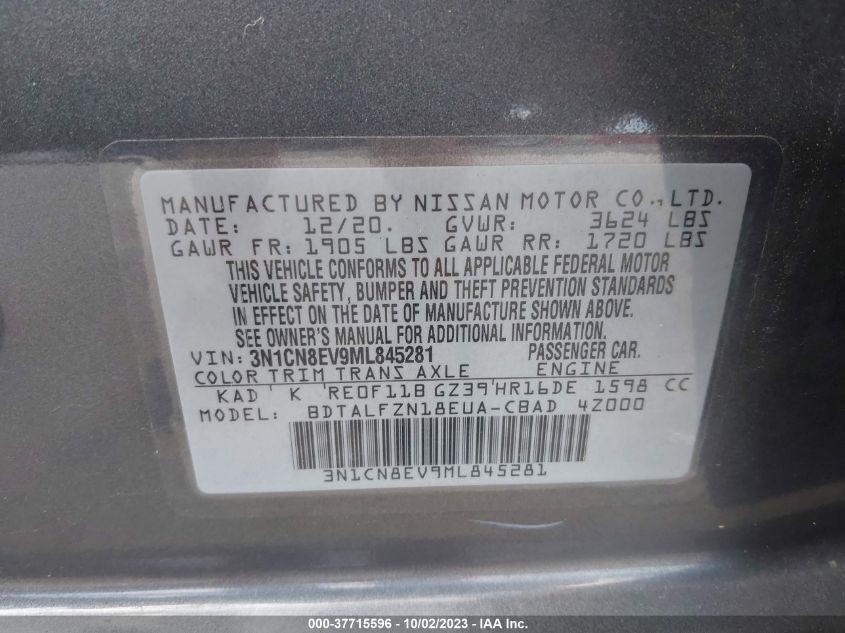 MANUFACTURED BY NISSAN MOTOR CO., LTD.
DATE: 12/20. GVWR: 3624 LBS
GAWR FR: 1905 LBS GAWR RR: 1720 LBS
THIS VEHICLE CONFORMS TO ALL APPLICABLE FEDERAL MOTOR
VEHICLE SAFETY, BUMPER AND THEFT PREVENTION STANDARDS
IN EFFECT ON THE DATE OF MANUFACTURE SHOWN ABOVE.
SEE OWNER'S MANUAL FOR ADDITIONAL INFORMATION.
VIN: 3N1CN8EV9ML845281 PASSENGER CAR.
COLOR TRIM TRANS AXLE ENGINE
KAD K RE0F11B GZ39 HR16DE 1598 CC
MODEL: BDTALFZN18EUA-CBAD 4Z000
3N1CN8EV9ML845281
000-37715596 - 10/02/2023 - IAA Inc.